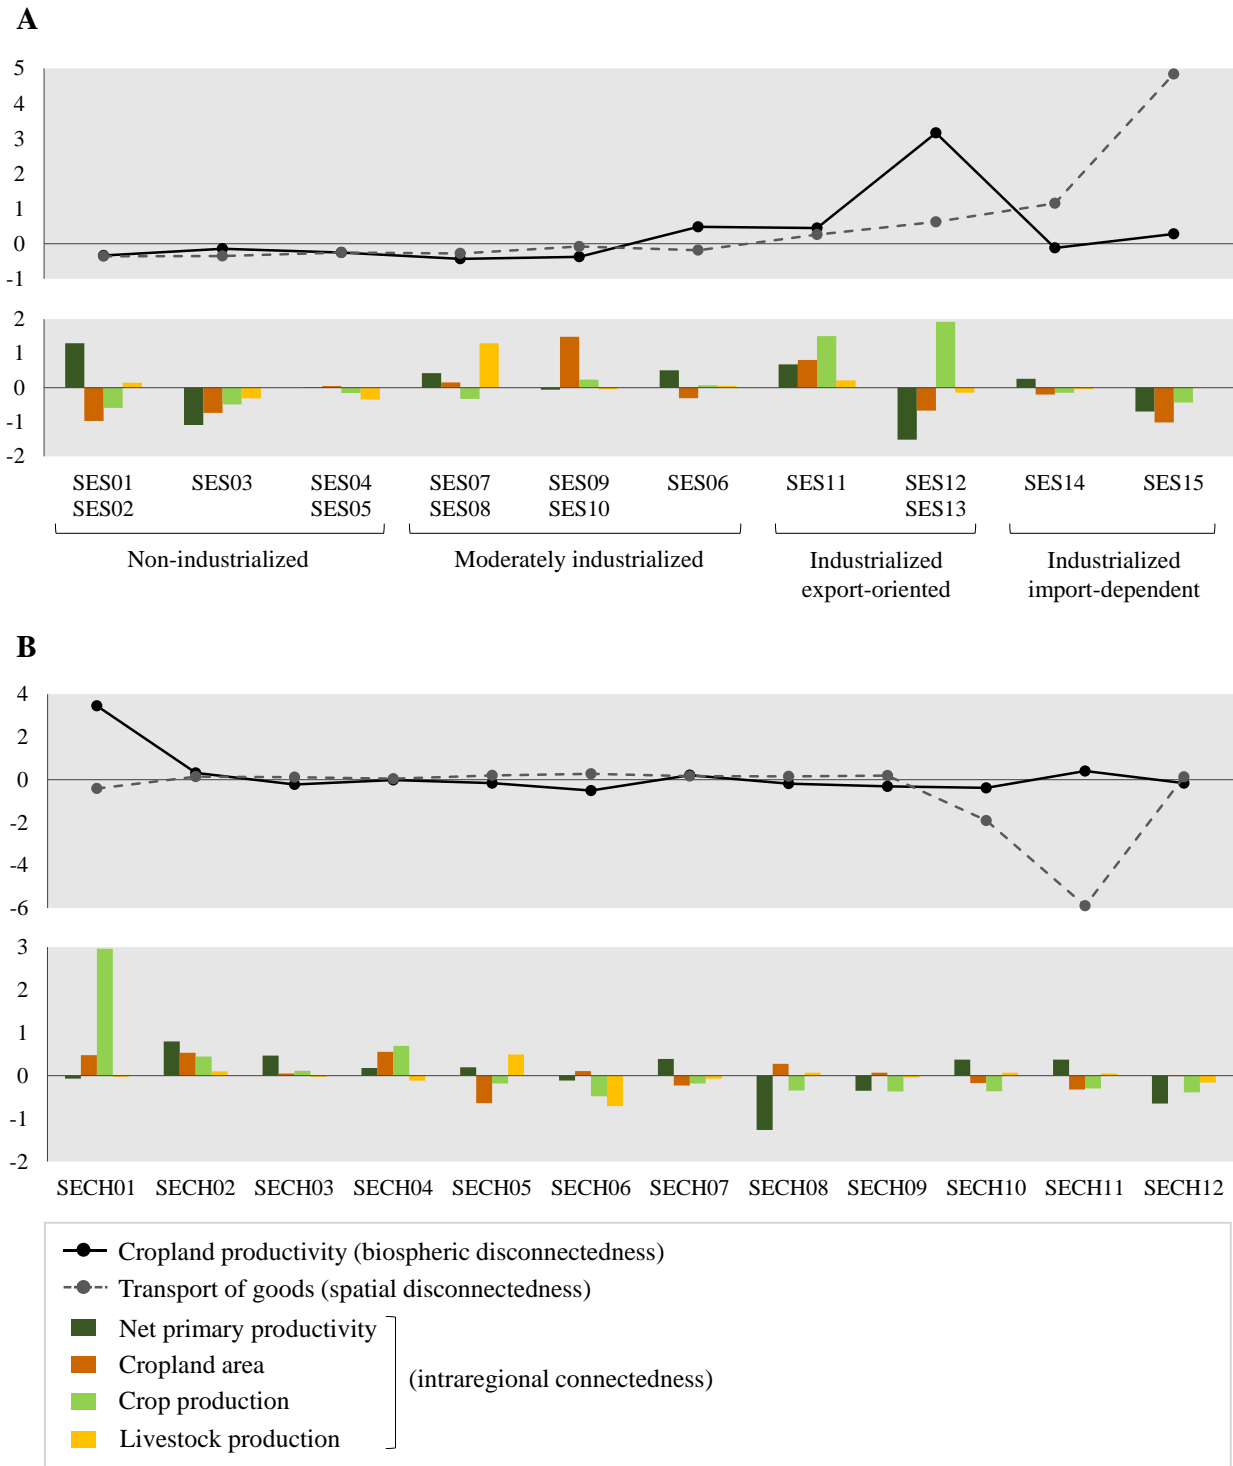 A
5
4
3
2
1
0
-1
2
1
0
-1
-2
SES01 SES03 SES04 SES07 SES09 SES06 SES11 SES12 SES14 SES15
SES02 SES05 SES08 SES10 SES13
Non-industrialized Moderately industrialized Industrialized Industrialized
export-oriented import-dependent
B
4
2
0
-2
-4
-6
3
2
1
0
-1
-2
SECH01 SECH02 SECH03 SECH04 SECH05 SECH06 SECH07 SECH08 SECH09 SECH10 SECH11 SECH12
Cropland productivity (biospheric disconnectedness)
Transport of goods (spatial disconnectedness)
Net primary productivity
Cropland area
(intraregional connectedness)
Crop production
Livestock production